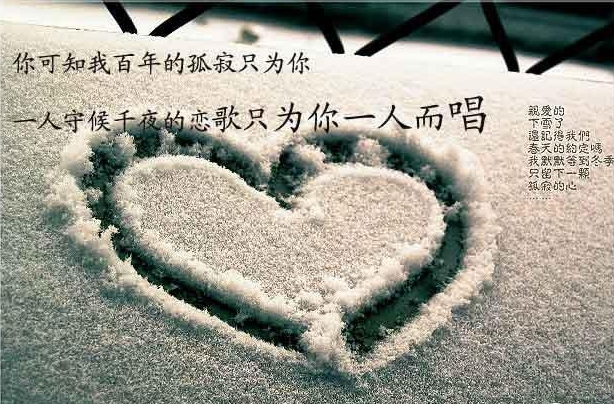 你可知我百年的孤寂只为你
一人守候千夜的恋歌只为你一人而唱
親愛的
下雪了
還記得我們
春天的約定嗎
我默默等到冬季
只留下一顆
孤寂的心
……